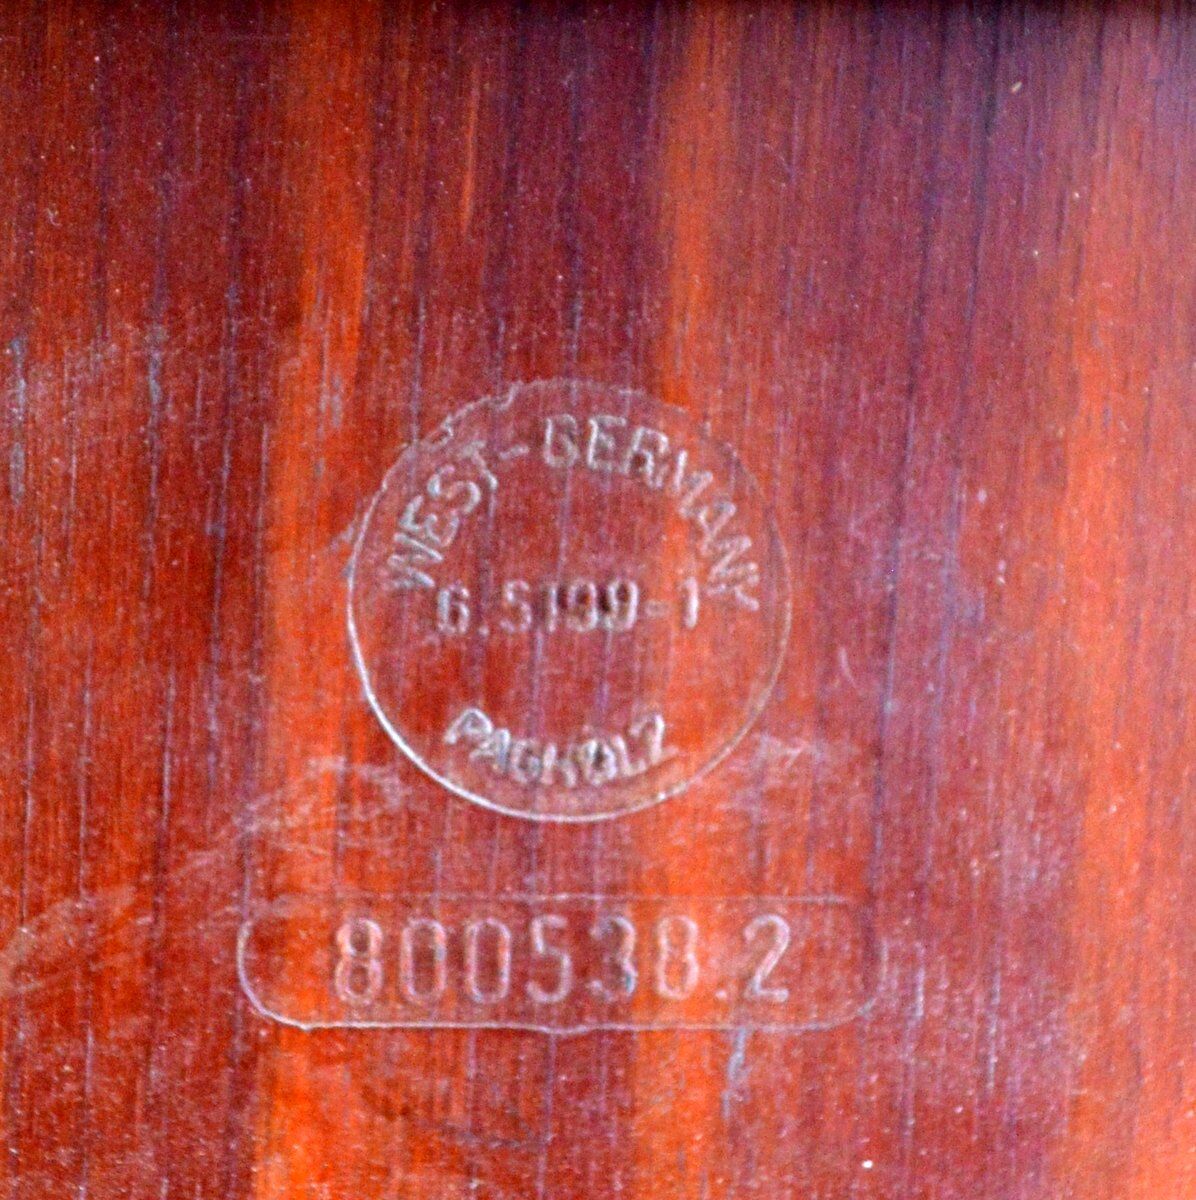 WEST-GERMANY
6.5199-1
PAGHOLZ
800538.2